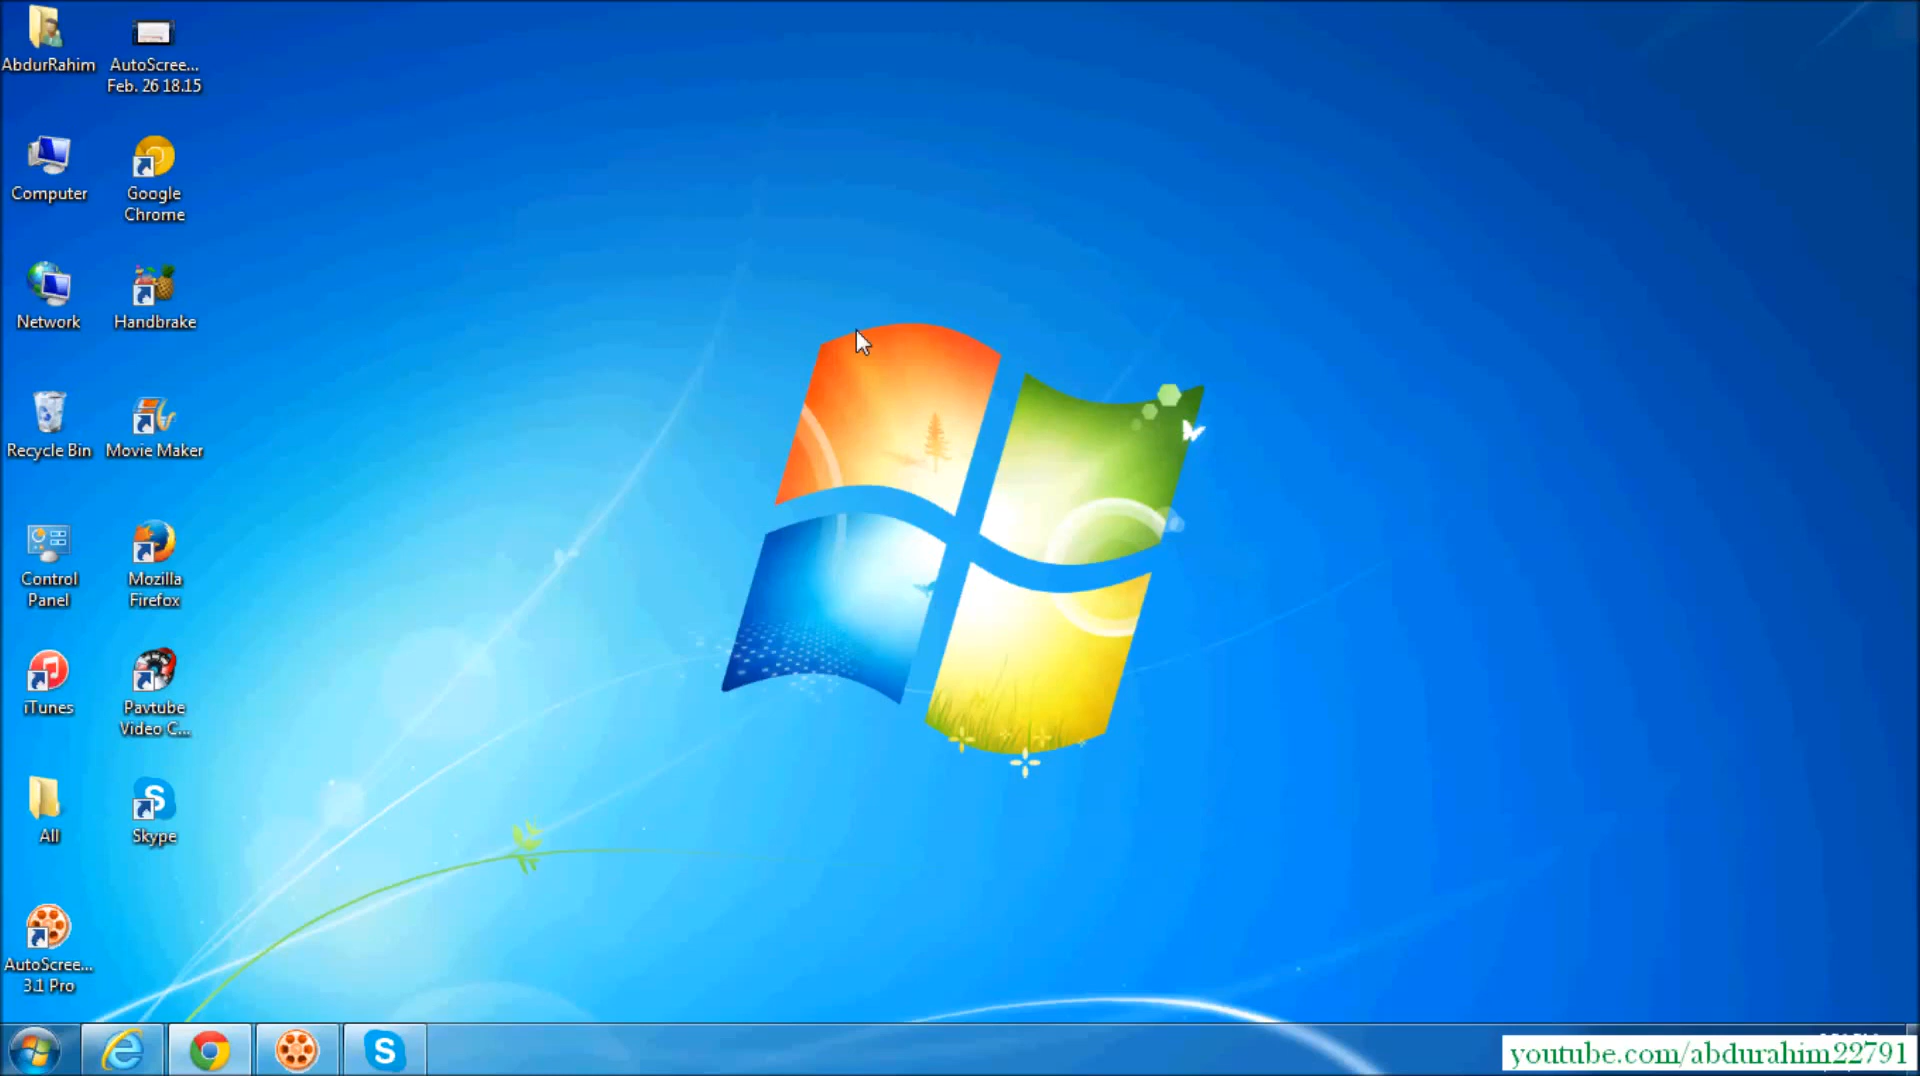 AbdurRahim
AutoScree...
Feb. 26 18.15
Computer
Google
Chrome
Network
Handbrake
Recycle Bin
Movie Maker
Control
Panel
Mozilla
Firefox
iTunes
Pavtube
Video C...
All
S
Skype
AutoScree...
3.1 Pro
S
youtube.com/abdurahim22791